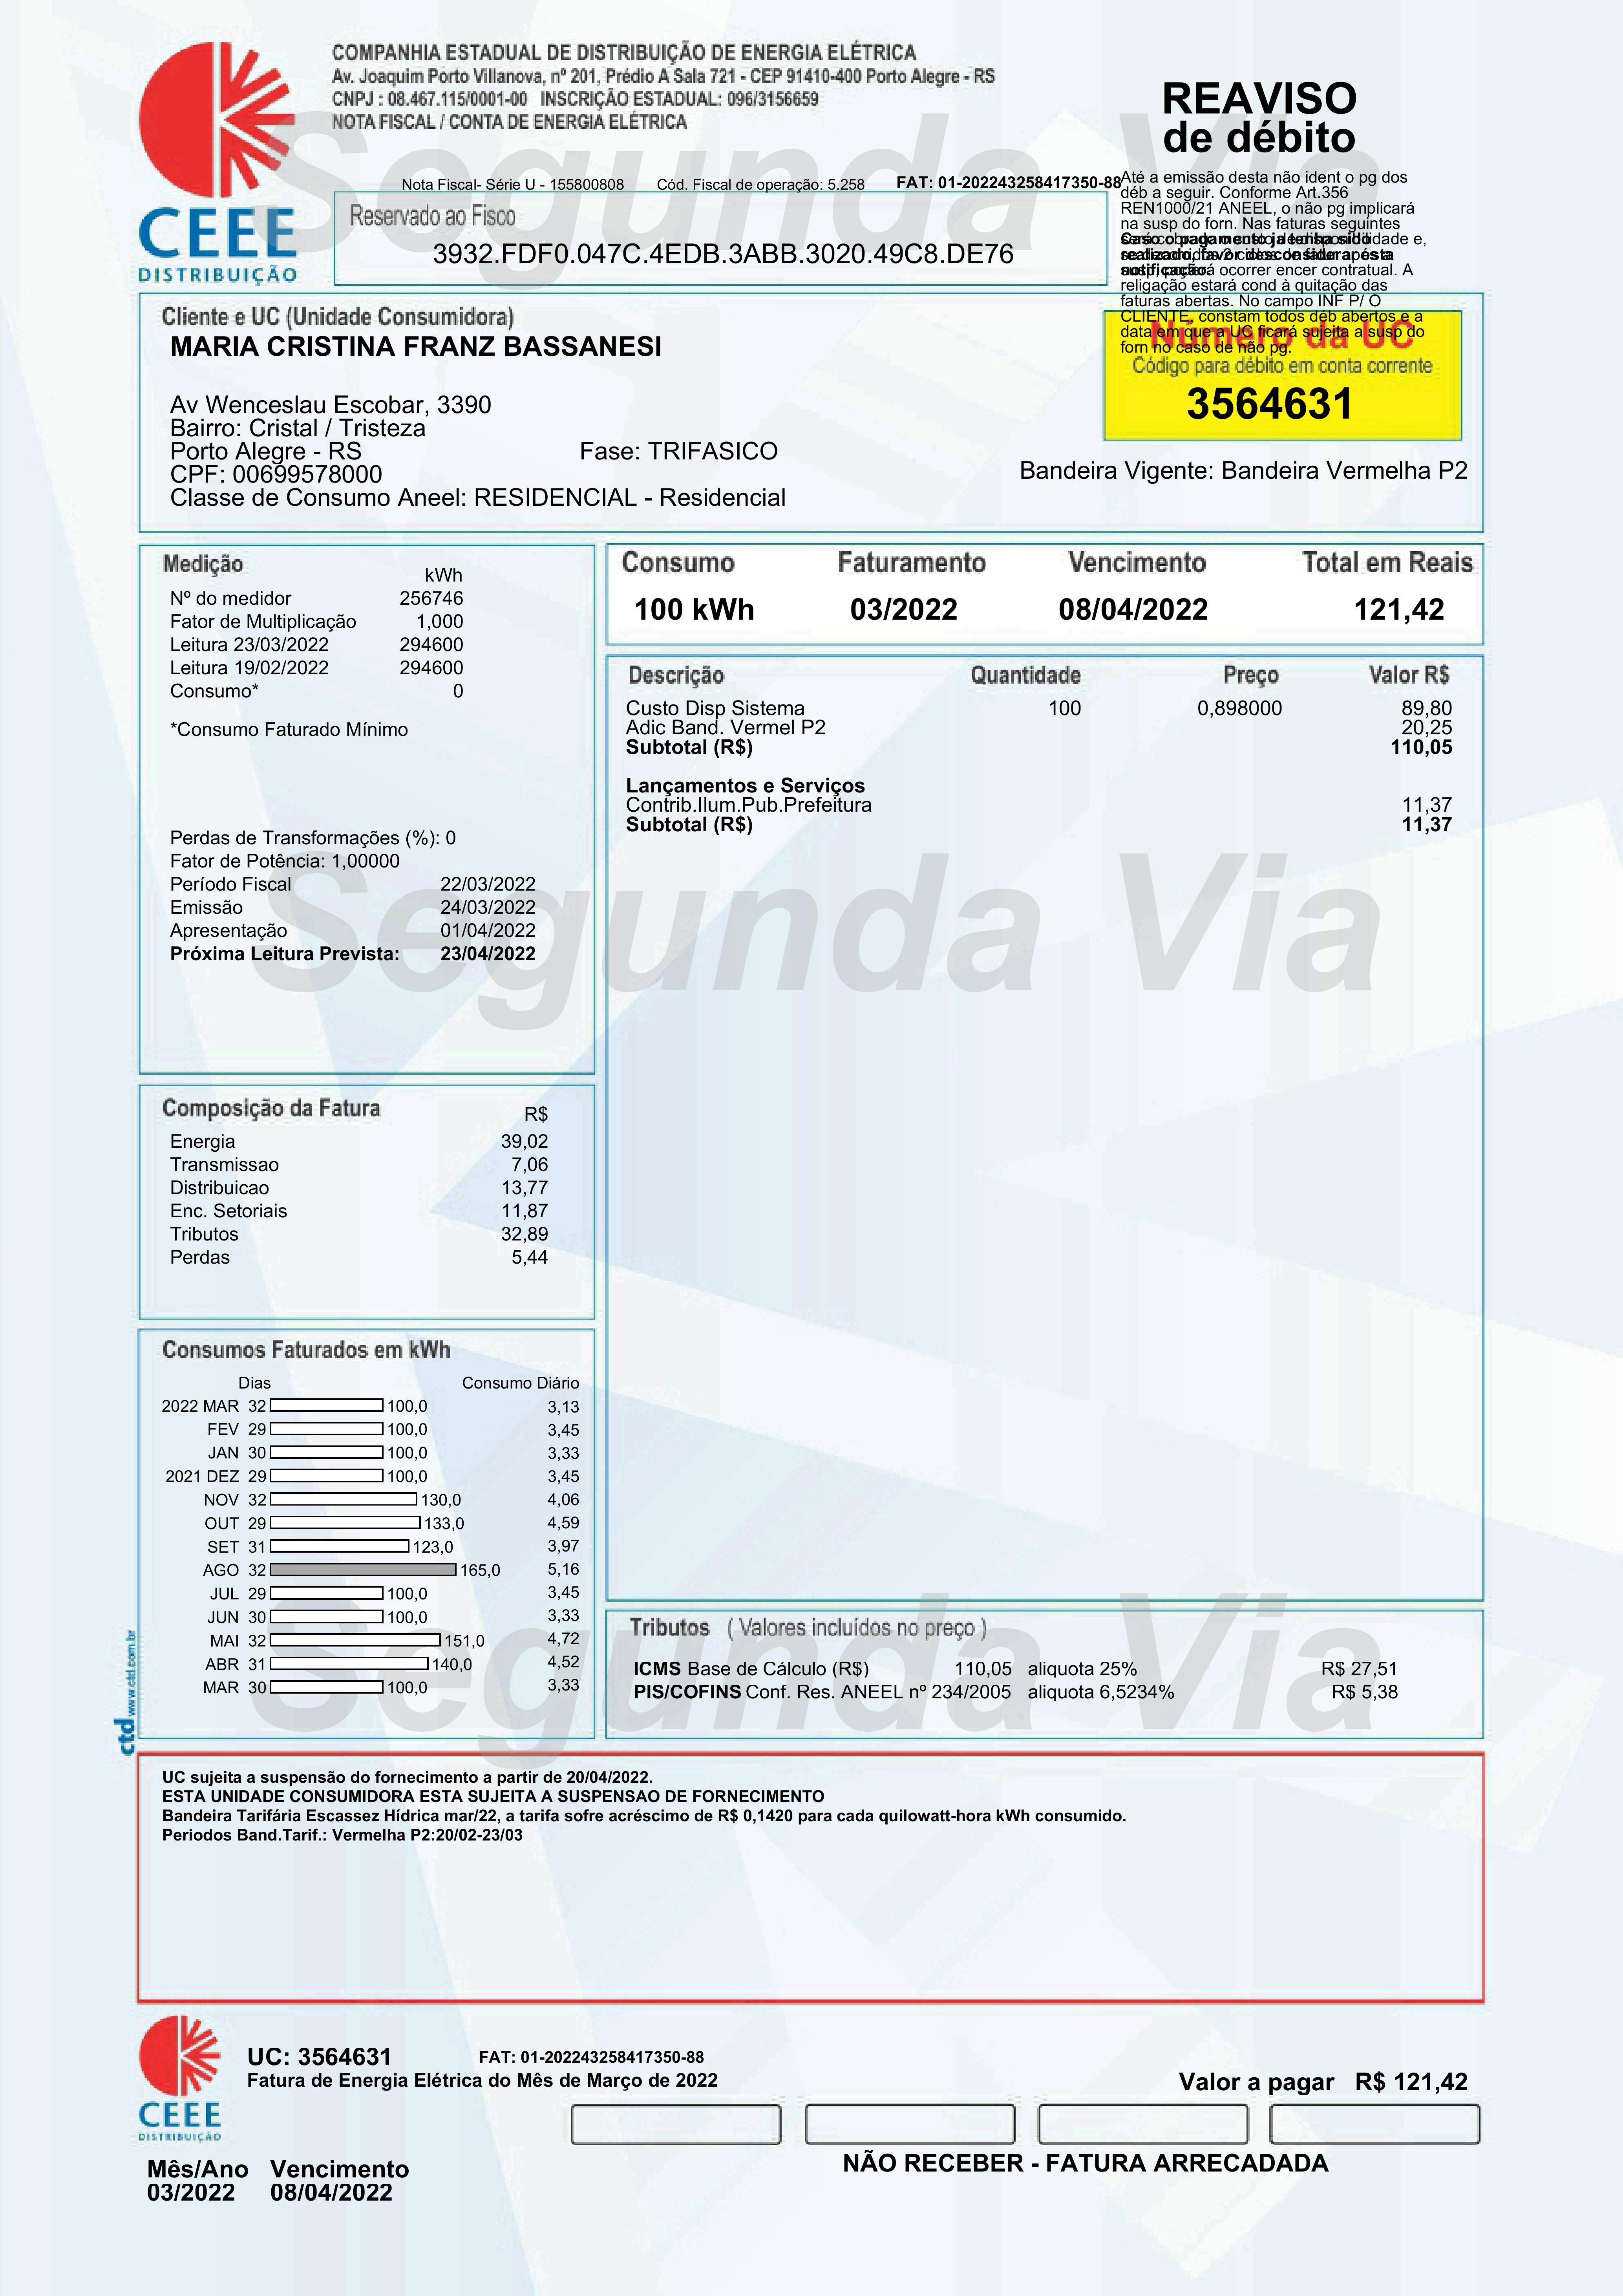 CEEE
DISTRIBUIÇÃO
COMPANHIA ESTADUAL DE DISTRIBUIÇÃO DE ENERGIA ELÉTRICA
Av. Joaquim Porto Villanova, nº 201, Prédio A Sala 721 - CEP 91410-400 Porto Alegre - RS
CNPJ : 08.467.115/0001-00 INSCRIÇÃO ESTADUAL: 096/3156659
NOTA FISCAL / CONTA DE ENERGIA ELÉTRICA
REAVISO
de débito
Segunda Via
Nota Fiscal- Série U - 155800808 Cód. Fiscal de operação: 5.258 FAT: 01-202243258417350-88
Reservado ao Fisco
3932.FDF0.047C.4EDB.3ABB.3020.49C8.DE76
Até a emissão desta não ident o pg dos
déb a seguir. Conforme Art.356
REN1000/21 ANEEL, o não pg implicará
na susp do forn. Nas faturas seguintes
Caso o pagamento ja tenha sido
realizado, favor desconsiderar esta
notificação.
religação estará cond à quitação das
faturas abertas. No campo INF P/ O
CLIENTE, constam todos déb abertos e a
data em que a UC ficará sujeita a susp do
forn no caso de não pg.
Cliente e UC (Unidade Consumidora)
MARIA CRISTINA FRANZ BASSANESI
Av Wenceslau Escobar, 3390
Bairro: Cristal / Tristeza
Porto Alegre - RS Fase: TRIFASICO
CPF: 00699578000
Classe de Consumo Aneel: RESIDENCIAL - Residencial
Número da UC
Código para débito em conta corrente
3564631
Bandeira Vigente: Bandeira Vermelha P2
Medição
kWh
Nº do medidor 256746
Fator de Multiplicação 1,000
Leitura 23/03/2022 294600
Leitura 19/02/2022 294600
Consumo* 0
*Consumo Faturado Mínimo
Perdas de Transformações (%): 0
Fator de Potência: 1,00000
Período Fiscal 22/03/2022
Emissão 24/03/2022
Apresentação 01/04/2022
Próxima Leitura Prevista: 23/04/2022
Consumo Faturamento Vencimento Total em Reais
100 kWh 03/2022 08/04/2022 121,42
Descrição Quantidade Preço Valor R$
Custo Disp Sistema 100 0,898000 89,80
Adic Band. Vermel P2 20,25
Subtotal (R$) 110,05
Lançamentos e Serviços
Contrib.Ilum.Pub.Prefeitura 11,37
Subtotal (R$) 11,37
Segunda Via
Composição da Fatura R$
Energia 39,02
Transmissao 7,06
Distribuicao 13,77
Enc. Setoriais 11,87
Tributos 32,89
Perdas 5,44
Consumos Faturados em kWh
Dias Consumo Diário
2022 MAR 32 100,0 3,13
FEV 29 100,0 3,45
JAN 30 100,0 3,33
2021 DEZ 29 100,0 3,45
NOV 32 130,0 4,06
OUT 29 133,0 4,59
SET 31 123,0 3,97
AGO 32 165,0 5,16
JUL 29 100,0 3,45
JUN 30 100,0 3,33
MAI 32 151,0 4,72
ABR 31 140,0 4,52
MAR 30 100,0 3,33
Segunda Via
Tributos ( Valores incluídos no preço )
ICMS Base de Cálculo (R$) 110,05 aliquota 25% R$ 27,51
PIS/COFINS Conf. Res. ANEEL nº 234/2005 aliquota 6,5234% R$ 5,38
ctd www.ctd.com.br
UC sujeita a suspensão do fornecimento a partir de 20/04/2022.
ESTA UNIDADE CONSUMIDORA ESTA SUJEITA A SUSPENSAO DE FORNECIMENTO
Bandeira Tarifária Escassez Hídrica mar/22, a tarifa sofre acréscimo de R$ 0,1420 para cada quilowatt-hora kWh consumido.
Periodos Band.Tarif.: Vermelha P2:20/02-23/03
CEEE
DISTRIBUIÇÃO
UC: 3564631 FAT: 01-202243258417350-88
Fatura de Energia Elétrica do Mês de Março de 2022
Valor a pagar R$ 121,42
NÃO RECEBER - FATURA ARRECADADA
Mês/Ano Vencimento
03/2022 08/04/2022